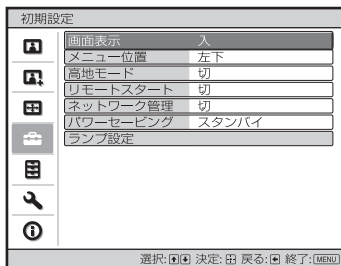 初期設定
画面表示 入
メニュー位置 左下
高地モード 切
リモートスタート 切
ネットワーク管理 切
パワーセービング スタンバイ
ランプ設定
選択:↑↓ 決定:⊞ 戻る:← 終了:MENU